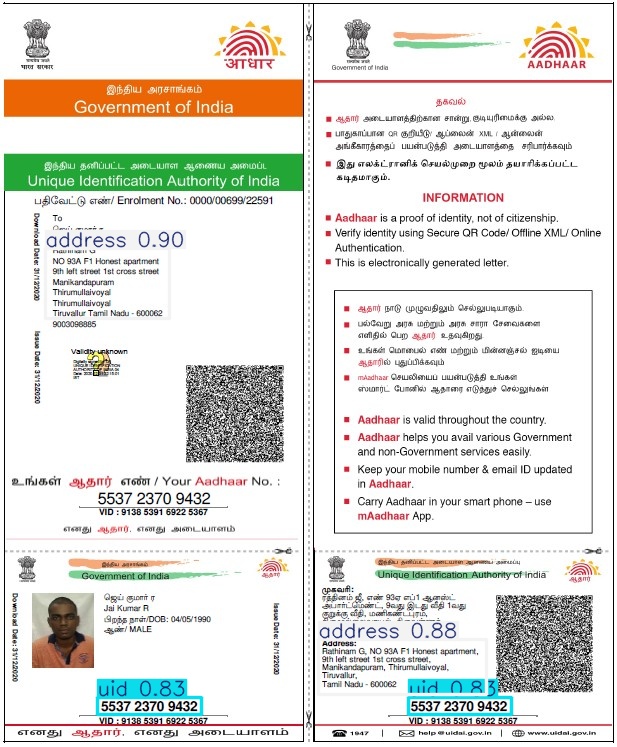 भारत सरकार
आधार
இந்திய அரசாங்கம்
Government of India
இந்திய தனிப்பட்ட அடையாள ஆணைய அமைப்பு
Unique Identification Authority of India
பதிவேட்டு எண்/ Enrolment No.: 0000/00699/22591
Download Date: 31/12/2020
Issue Date: 31/12/2020
To
address 0.90
Rathinam G
NO 93A F1 Honest apartment
9th left street 1st cross street
Manikandapuram
Thirumullaivoyal
Thirumullaivoyal
Tiruvallur Tamil Nadu - 600062
9003098885
Validity unknown
உங்கள் ஆதார் எண் / Your Aadhaar No. :
5537 2370 9432
VID : 9138 5391 6922 5367
எனது ஆதார். எனது அடையாளம்
Government of India
AADHAAR
தகவல்
ஆதார் அடையாளத்திற்கான சான்று, குடியுரிமைக்கு அல்ல.
பாதுகாப்பான QR குறியீடு/ ஆப்லைன் XML / ஆன்லைன்
அங்கீகாரத்தைப் பயன்படுத்தி அடையாளத்தை சரிபார்க்கவும்
இது எலக்ட்ரானிக் செயல்முறை மூலம் தயாரிக்கப்பட்ட
கடிதமாகும்.
INFORMATION
Aadhaar is a proof of identity, not of citizenship.
Verify identity using Secure QR Code/ Offline XML/ Online
Authentication.
This is electronically generated letter.
ஆதார் நாடு முழுவதிலும் செல்லுபடியாகும்.
பல்வேறு அரசு மற்றும் அரசு சாரா சேவைகளை
எளிதில் பெற ஆதார் உதவுகிறது.
உங்கள் மொபைல் எண் மற்றும் மின்னஞ்சல் ஐடியை
ஆதாரில் புதுப்பிக்கவும்
mAadhaar செயலியைப் பயன்படுத்தி உங்கள்
ஸ்மார்ட் போனில் ஆதாரை எடுத்துச் செல்லுங்கள்
Aadhaar is valid throughout the country.
Aadhaar helps you avail various Government
and non-Government services easily.
Keep your mobile number & email ID updated
in Aadhaar.
Carry Aadhaar in your smart phone – use
mAadhaar App.
இந்திய அரசாங்கம்
Government of India
ஆதார்
Download Date: 31/12/2020
Issue Date: 31/12/2020
ஜெய் குமார் ர
Jai Kumar R
பிறந்த நாள்/DOB: 04/05/1990
ஆண்/ MALE
uid 0.83
5537 2370 9432
VID : 9138 5391 6922 5367
எனது ஆதார். எனது அடையாளம்
இந்திய தனிப்பட்ட அடையாள ஆணைய அமைப்பு
Unique Identification Authority of India
ஆதார்
முகவரி:
ரத்தினம் ஜீ, எண் 93ஏ எப்1 ஆனஸ்ட்
அபார்ட்மெண்ட், 9வது இடது வீதி 1வது
குறுக்கு வீதி, மணிகண்டபுரம்,
address 0.88
Address:
Rathinam G, NO 93A F1 Honest apartment,
9th left street 1st cross street,
Manikandapuram, Thirumullaivoyal,
Tiruvallur,
Tamil Nadu - 600062
uid 0.83
5537 2370 9432
VID : 9138 5391 6922 5367
1947
help@uidai.gov.in
www.uidai.gov.in